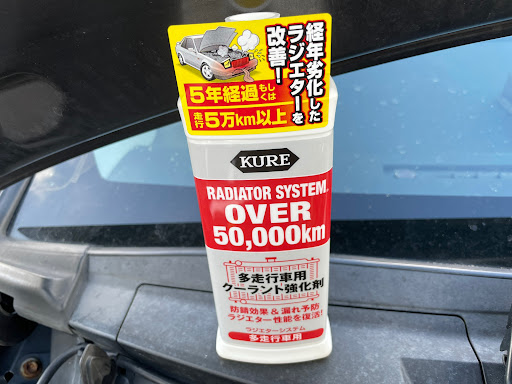 経年劣化した
ラジエターを
改善！
5年経過もしくは
走行5万km以上
KURE
RADIATOR SYSTEM™
OVER
50,000km
多走行車用
クーラント強化剤
防錆効果&漏れ予防
ラジエター性能を復活!
ラジエターシステム
多走行車用